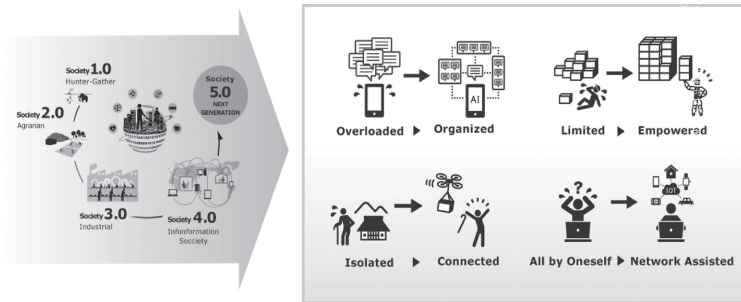 Society 1.0
Hunter-Gather
Society 2.0
Agrarian
Society 3.0
Industrial
Society 4.0
Infonformation
Socciety
Society
5.0
NEXT
GENERATION
AI
Overloaded ▶ Organized
Limited ▶ Empowered
?
IOT
Isolated ▶ Connected
All by Oneself ▶ Network Assisted